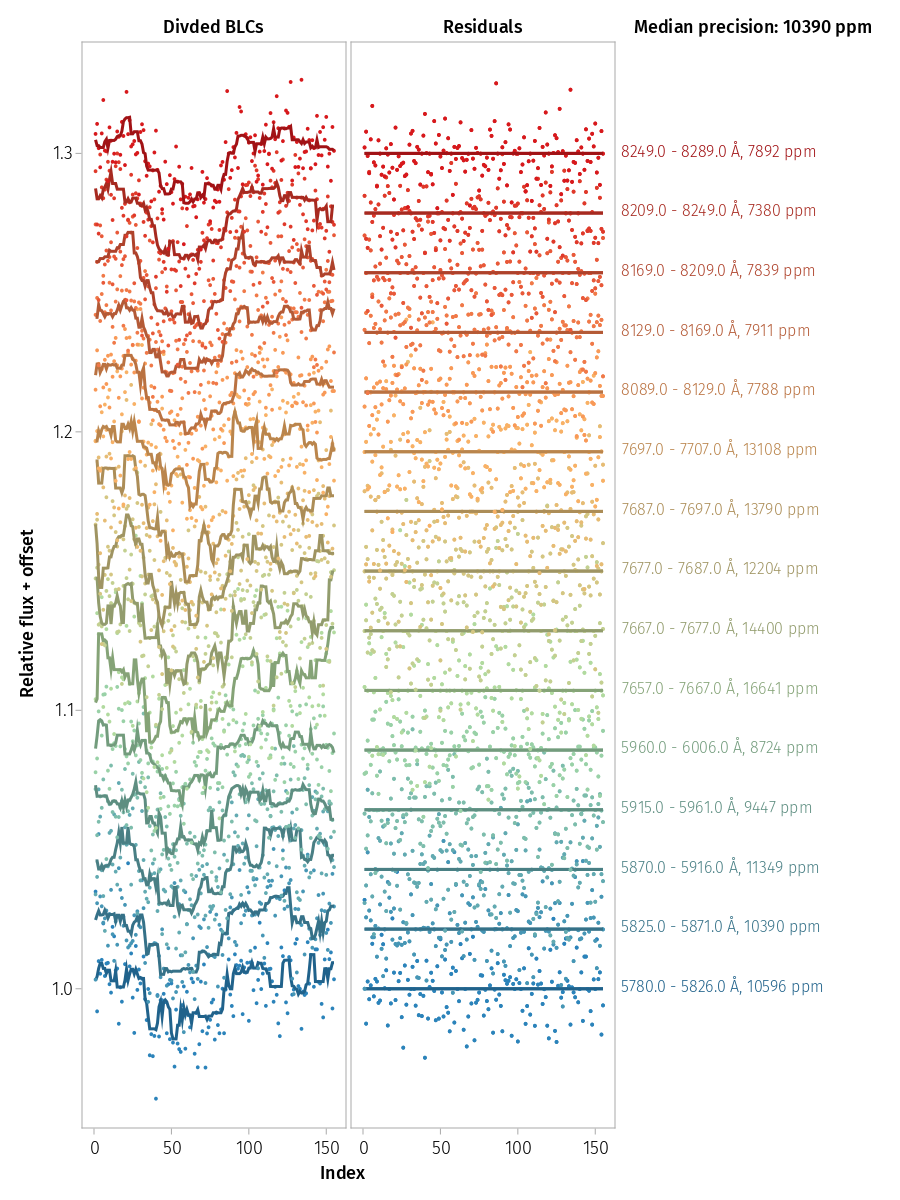 Divded BLCs
Residuals
Median precision: 10390 ppm
Relative flux + offset
1.3
1.2
1.1
1.0
8249.0 - 8289.0 Å, 7892 ppm
8209.0 - 8249.0 Å, 7380 ppm
8169.0 - 8209.0 Å, 7839 ppm
8129.0 - 8169.0 Å, 7911 ppm
8089.0 - 8129.0 Å, 7788 ppm
7697.0 - 7707.0 Å, 13108 ppm
7687.0 - 7697.0 Å, 13790 ppm
7677.0 - 7687.0 Å, 12204 ppm
7667.0 - 7677.0 Å, 14400 ppm
7657.0 - 7667.0 Å, 16641 ppm
5960.0 - 6006.0 Å, 8724 ppm
5915.0 - 5961.0 Å, 9447 ppm
5870.0 - 5916.0 Å, 11349 ppm
5825.0 - 5871.0 Å, 10390 ppm
5780.0 - 5826.0 Å, 10596 ppm
0 50 100 150
0 50 100 150
Index